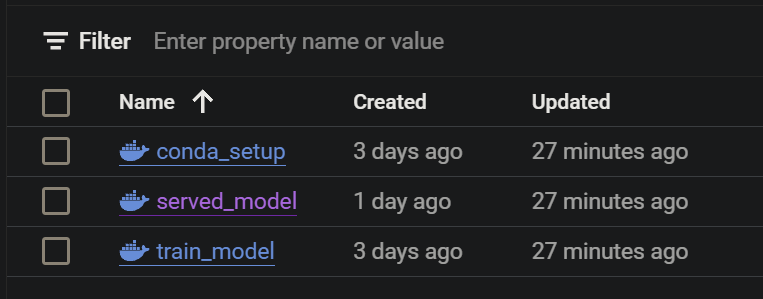 Filter Enter property name or value
Name Created Updated
conda_setup 3 days ago 27 minutes ago
served_model 1 day ago 27 minutes ago
train_model 3 days ago 27 minutes ago